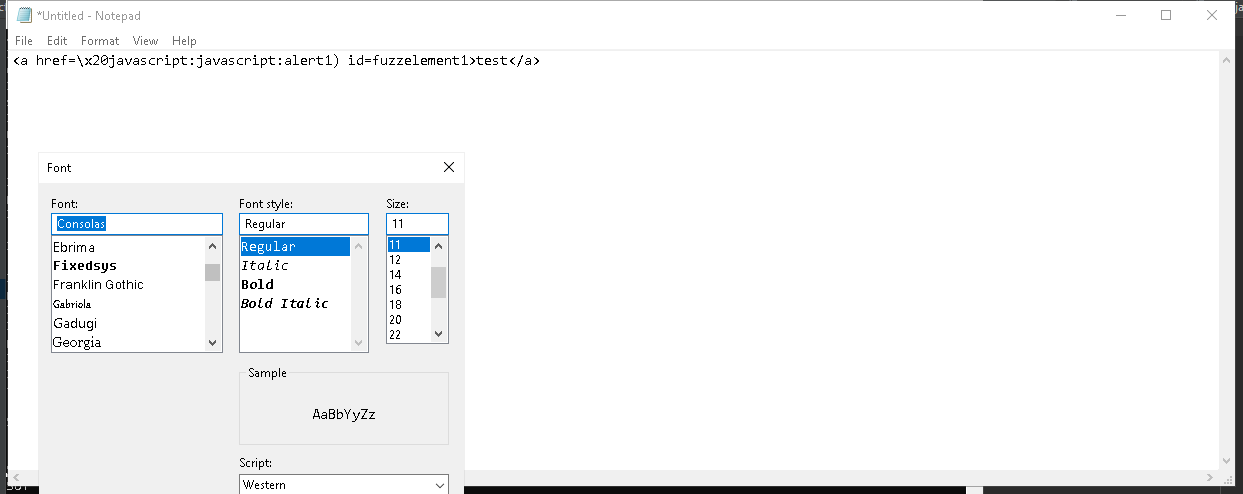 *Untitled - Notepad
File Edit Format View Help
<a href=\x20javascript:javascript:alert1) id=fuzzelement1>test</a>
Font
Font: Font style: Size:
Consolas Regular 11
Ebrima Regular 11
Fixedsys Italic 12
Franklin Gothic Bold 14
Gabriola Bold Italic 16
Gadugi 18
Georgia 20
22
Sample
AaBbYyZz
Script:
Western